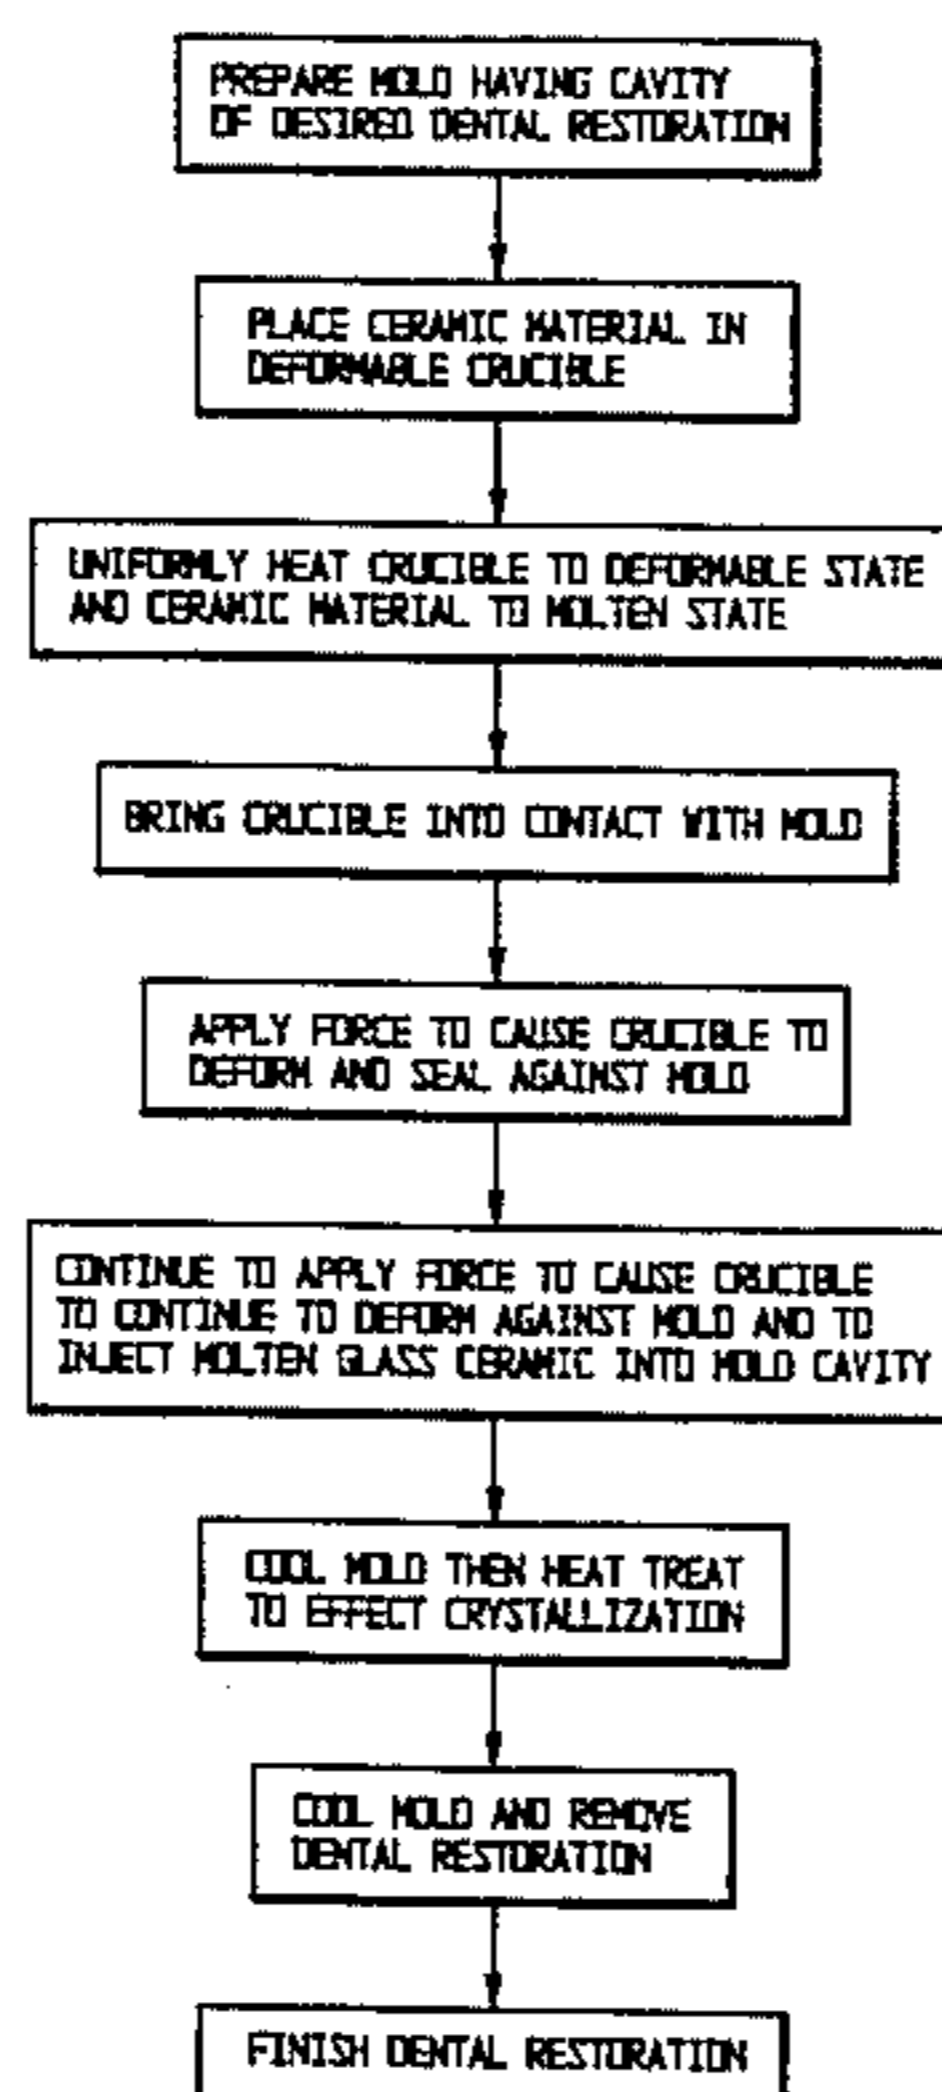 PREPARE MOLD HAVING CAVITY
OF DESIRED DENTAL RESTORATION
PLACE CERAMIC MATERIAL IN
DEFORMABLE CRUCIBLE
UNIFORMLY HEAT CRUCIBLE TO DEFORMABLE STATE
AND CERAMIC MATERIAL TO MOLTEN STATE
BRING CRUCIBLE INTO CONTACT WITH MOLD
APPLY FORCE TO CAUSE CRUCIBLE TO
DEFORM AND SEAL AGAINST MOLD
CONTINUE TO APPLY FORCE TO CAUSE CRUCIBLE
TO CONTINUE TO DEFORM AGAINST MOLD AND TO
INJECT MOLTEN GLASS CERAMIC INTO MOLD CAVITY
COOL MOLD THEN HEAT TREAT
TO EFFECT CRYSTALLIZATION
COOL MOLD AND REMOVE
DENTAL RESTORATION
FINISH DENTAL RESTORATION